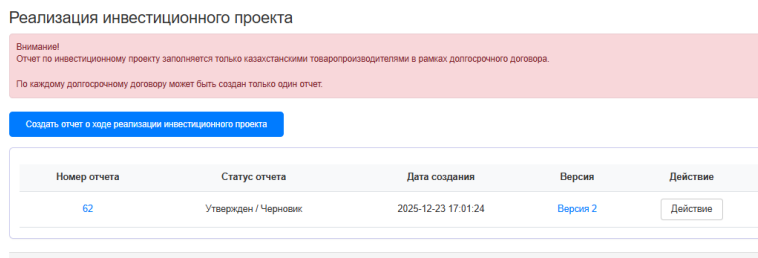 Реализация инвестиционного проекта
Внимание!
Отчет по инвестиционному проекту заполняется только казахстанскими товаропроизводителями в рамках долгосрочного договора.
По каждому долгосрочному договору может быть создан только один отчет.
Создать отчет о ходе реализации инвестиционного проекта
Номер отчета Статус отчета Дата создания Версия Действие
62 Утвержден / Черновик 2025-12-23 17:01:24 Версия 2 Действие